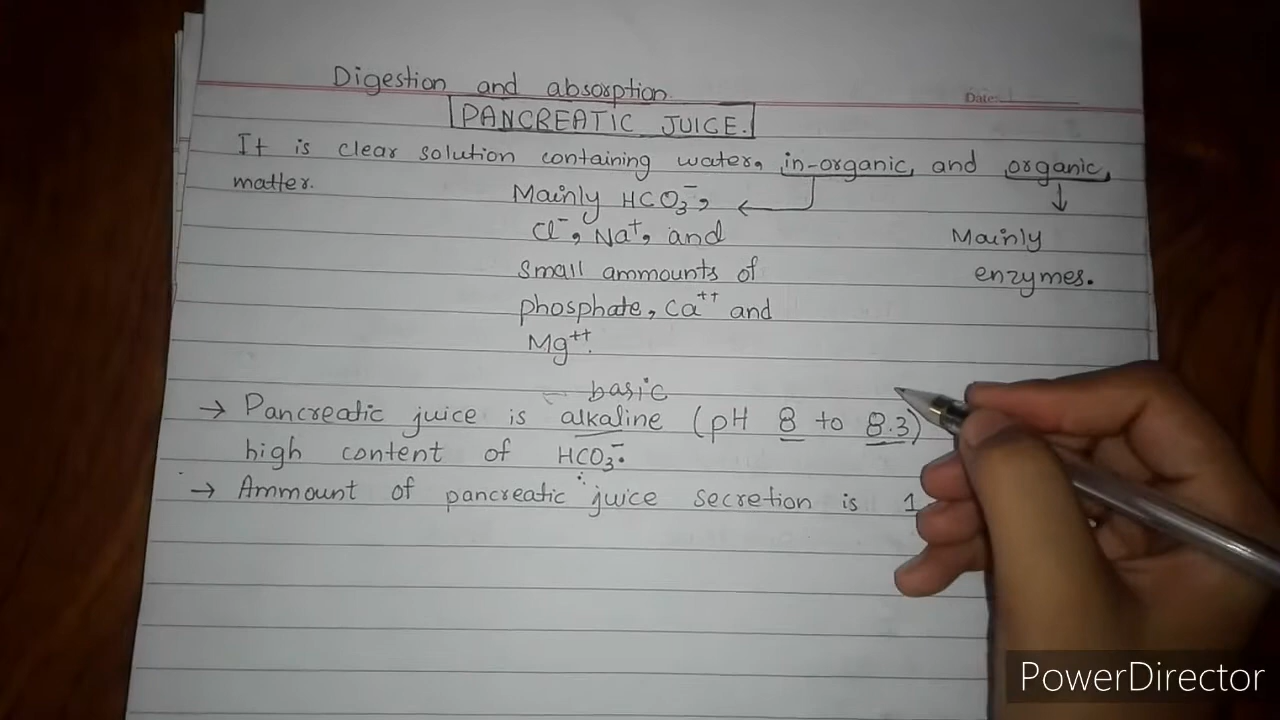 Digestion and absorption
Date:
PANCREATIC JUICE.
It is clear solution containing water, in-organic, and organic,
matter.
Mainly HCO3⁻,
Cl⁻, Na⁺, and
Small ammounts of
phosphate, Ca⁺⁺ and
Mg⁺⁺.
Mainly
enzymes.
basic
→ Pancreatic juice is alkaline (pH 8 to 8.3)
high content of HCO3⁻.
→ Ammount of pancreatic juice secretion is 1
PowerDirector